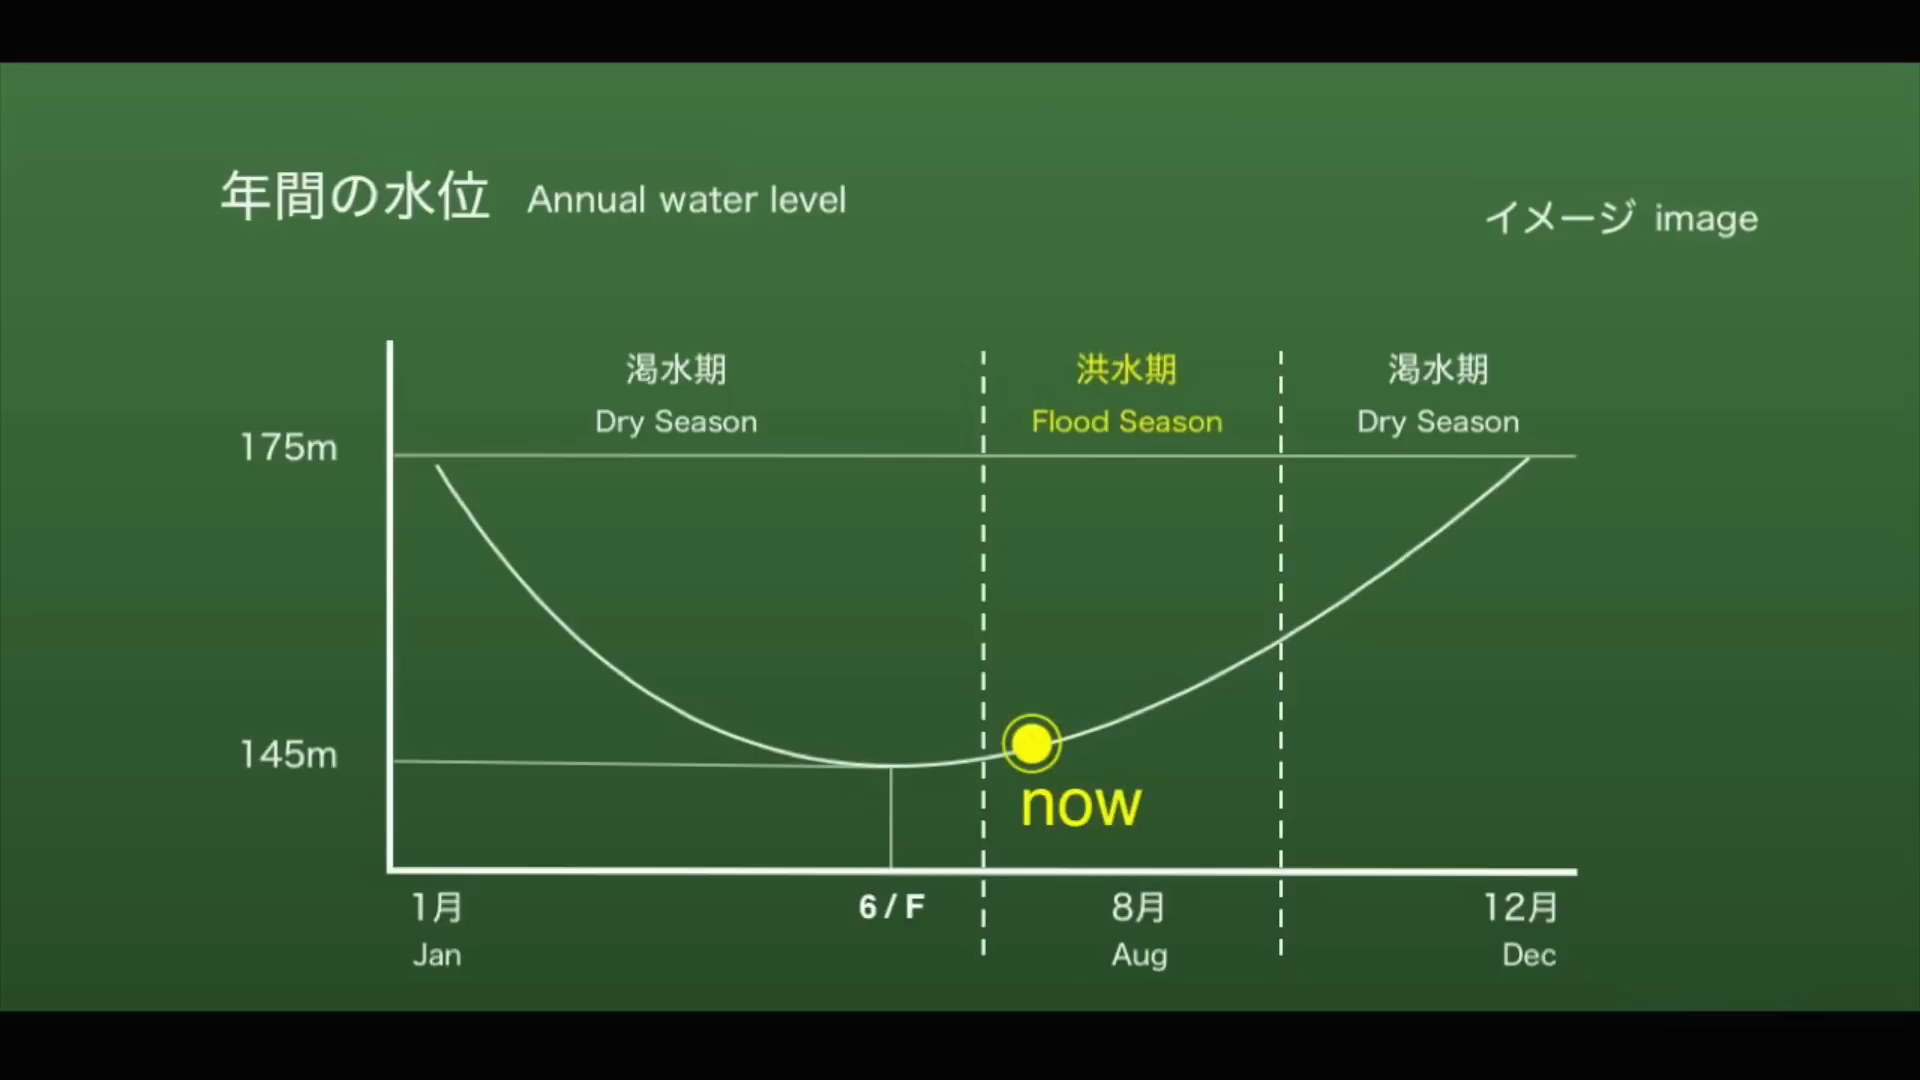 年間の水位 Annual water level
イメージ image
渇水期
Dry Season
洪水期
Flood Season
渇水期
Dry Season
175m
145m
now
1月
Jan
6 / F
8月
Aug
12月
Dec